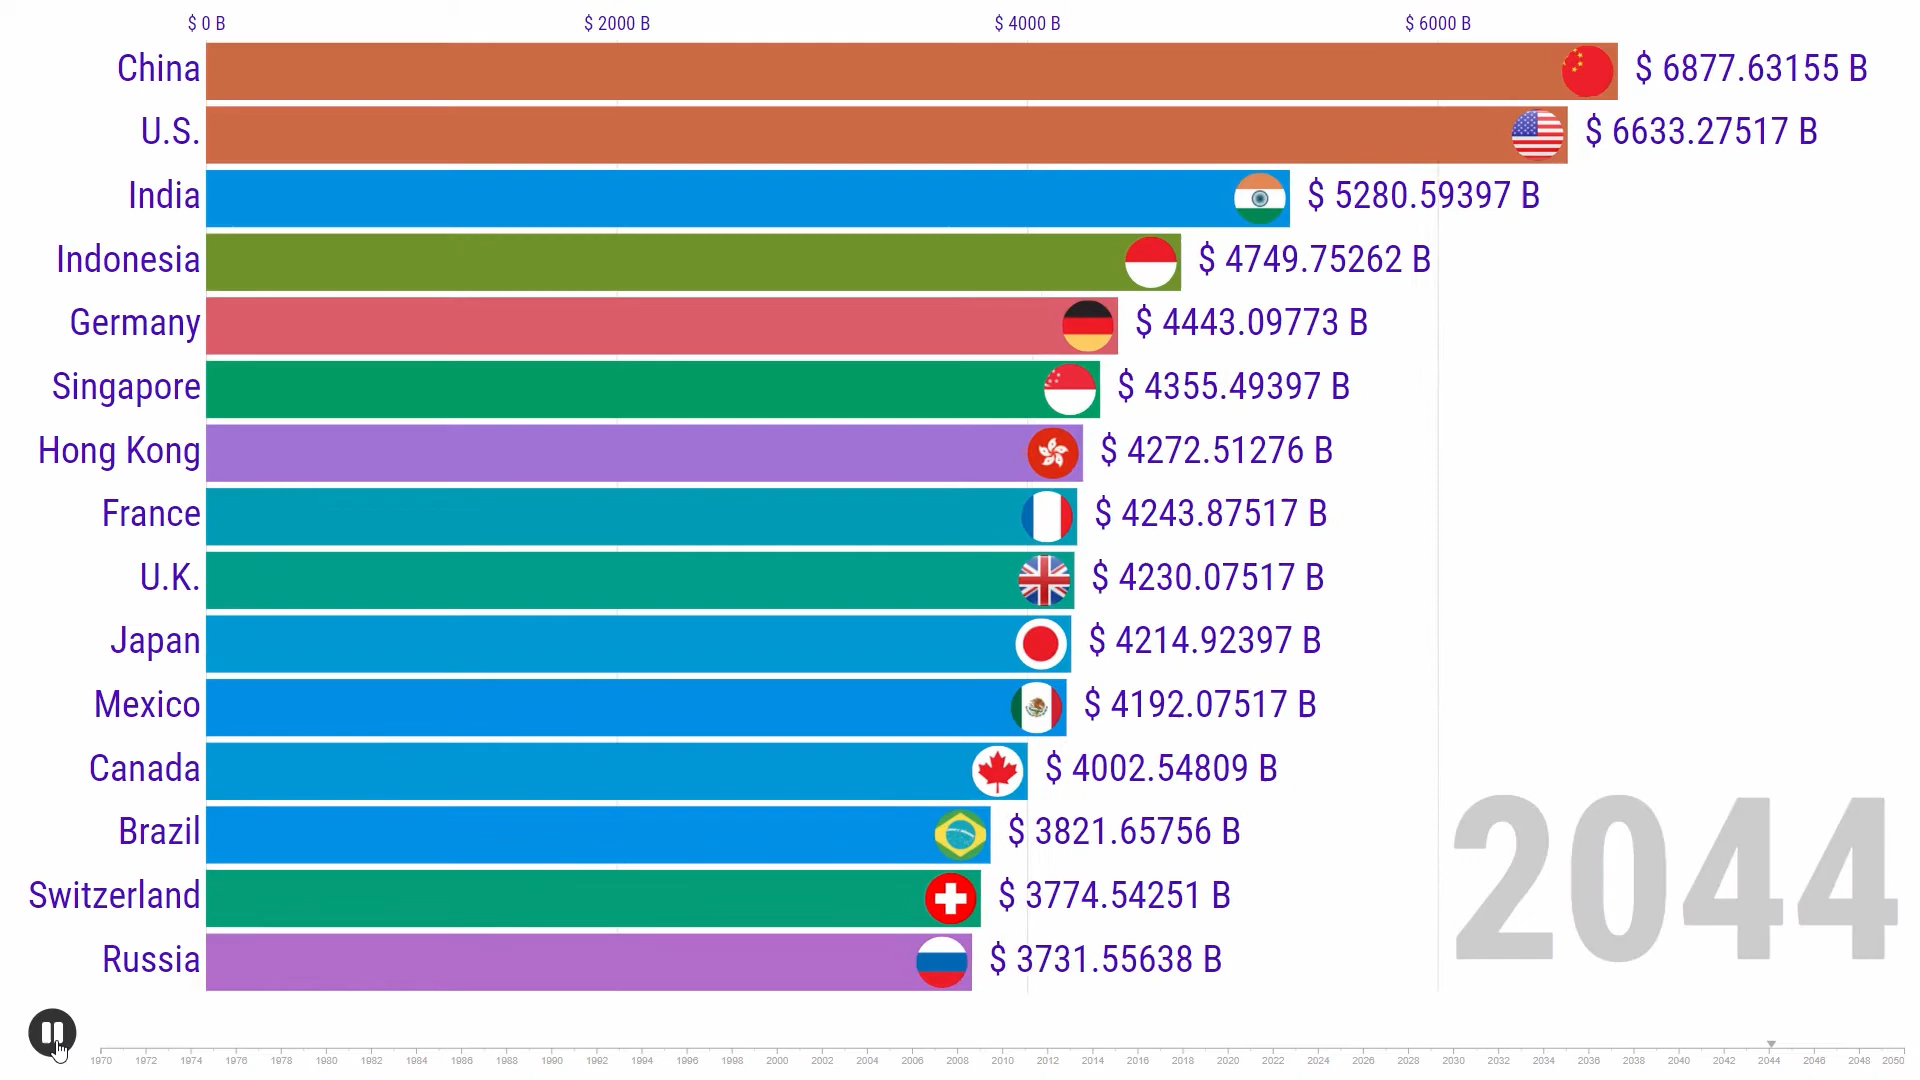 $ 0 B $ 2000 B $ 4000 B $ 6000 B
China $ 6877.63155 B
U.S. $ 6633.27517 B
India $ 5280.59397 B
Indonesia $ 4749.75262 B
Germany $ 4443.09773 B
Singapore $ 4355.49397 B
Hong Kong $ 4272.51276 B
France $ 4243.87517 B
U.K. $ 4230.07517 B
Japan $ 4214.92397 B
Mexico $ 4192.07517 B
Canada $ 4002.54809 B
Brazil $ 3821.65756 B
Switzerland $ 3774.54251 B
Russia $ 3731.55638 B
2044
1970 1972 1974 1976 1978 1980 1982 1984 1986 1988 1990 1992 1994 1996 1998 2000 2002 2004 2006 2008 2010 2012 2014 2016 2018 2020 2022 2024 2026 2028 2030 2032 2034 2036 2038 2040 2042 2044 2046 2048 2050